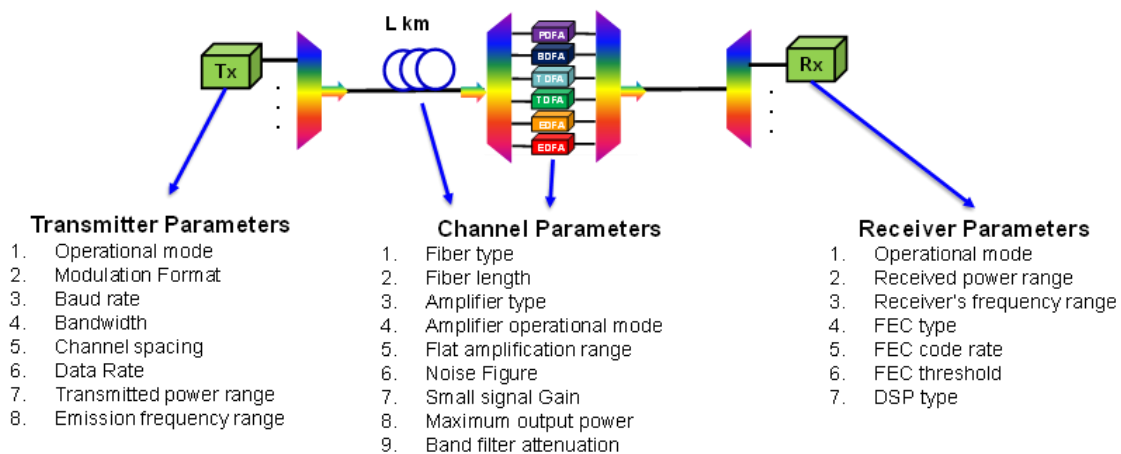 L km
Tx
PDFA
BDFA
TDFA
TDFA
EDFA
EDFA
Rx
Transmitter Parameters
1. Operational mode
2. Modulation Format
3. Baud rate
4. Bandwidth
5. Channel spacing
6. Data Rate
7. Transmitted power range
8. Emission frequency range
Channel Parameters
1. Fiber type
2. Fiber length
3. Amplifier type
4. Amplifier operational mode
5. Flat amplification range
6. Noise Figure
7. Small signal Gain
8. Maximum output power
9. Band filter attenuation
Receiver Parameters
1. Operational mode
2. Received power range
3. Receiver's frequency range
4. FEC type
5. FEC code rate
6. FEC threshold
7. DSP type